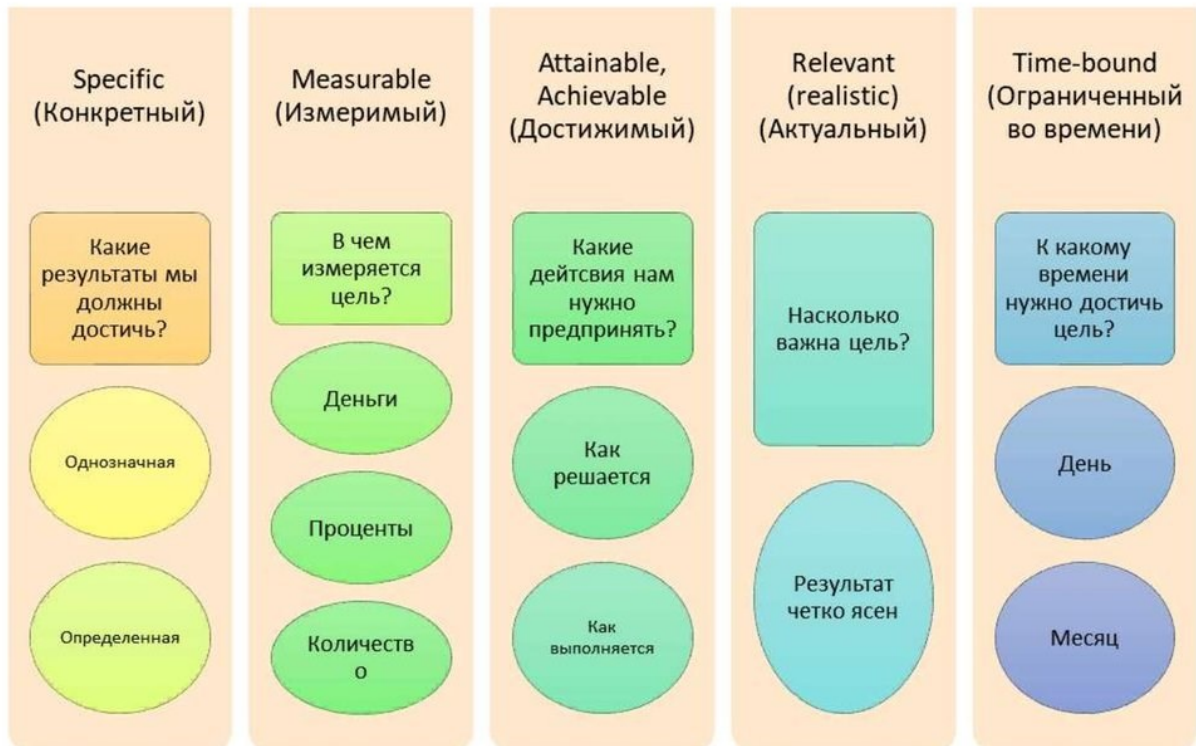 Specific
(Конкретный)
Какие
результаты мы
должны
достичь?
Однозначная
Определенная
Measurable
(Измеримый)
В чем
измеряется
цель?
Деньги
Проценты
Количеств
о
Attainable,
Achievable
(Достижимый)
Какие
дейтсвия нам
нужно
предпринять?
Как
решается
Как
выполняется
Relevant
(realistic)
(Актуальный)
Насколько
важна цель?
Результат
четко ясен
Time-bound
(Ограниченный
во времени)
К какому
времени
нужно достичь
цель?
День
Месяц